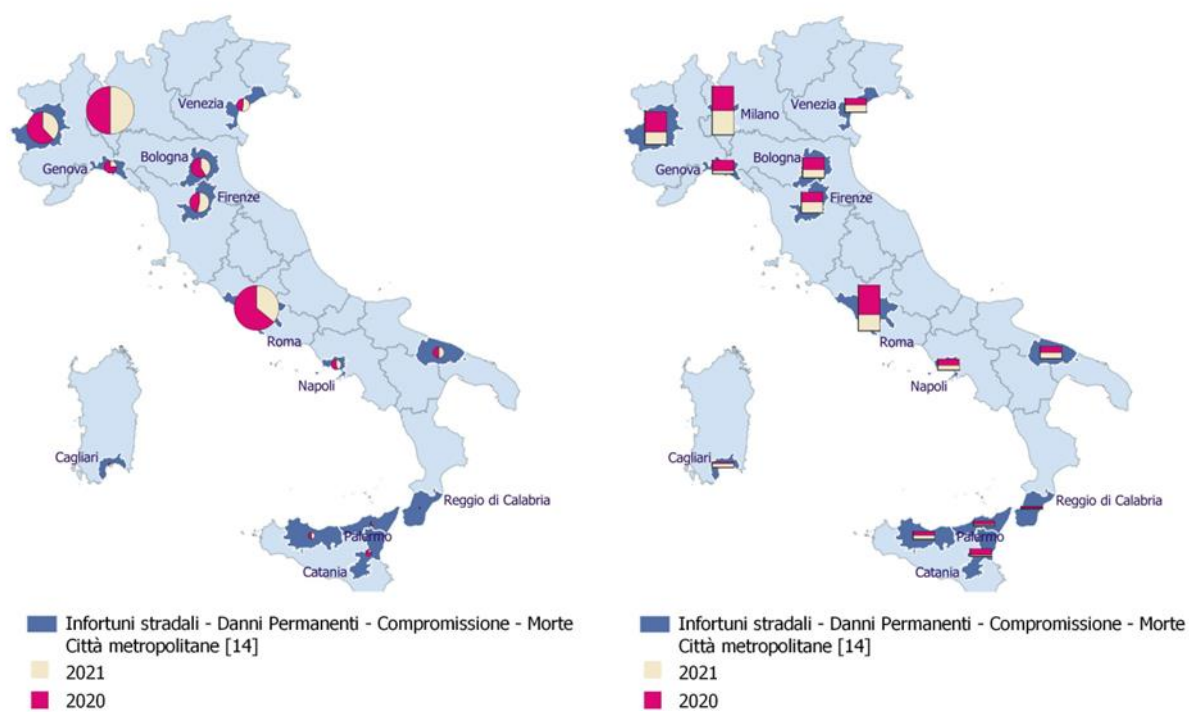 Venezia
Genova
Bologna
Firenze
Roma
Napoli
Cagliari
Reggio di Calabria
Palermo
Catania
Infortuni stradali - Danni Permanenti - Compromissione - Morte
Città metropolitane [14]
2021
2020
Milano
Venezia
Genova
Bologna
Firenze
Roma
Napoli
Cagliari
Reggio di Calabria
Palermo
Catania
Infortuni stradali - Danni Permanenti - Compromissione - Morte
Città metropolitane [14]
2021
2020